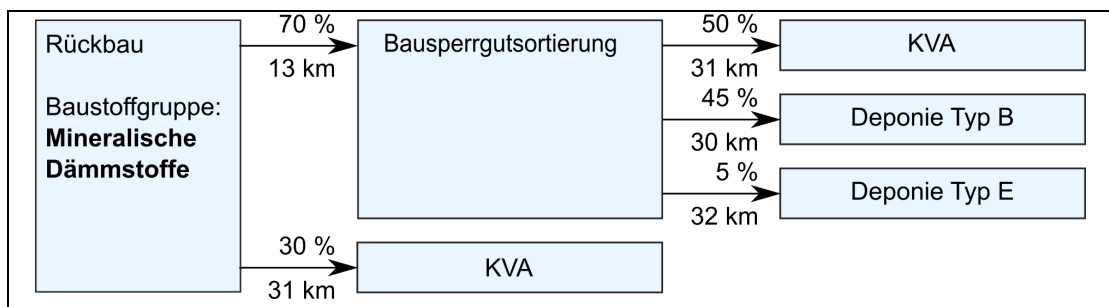 Rückbau
Baustoffgruppe:
Mineralische
Dämmstoffe
70 %
13 km
Bausperrgutsortierung
50 %
31 km
KVA
45 %
30 km
Deponie Typ B
5 %
32 km
Deponie Typ E
30 %
31 km
KVA